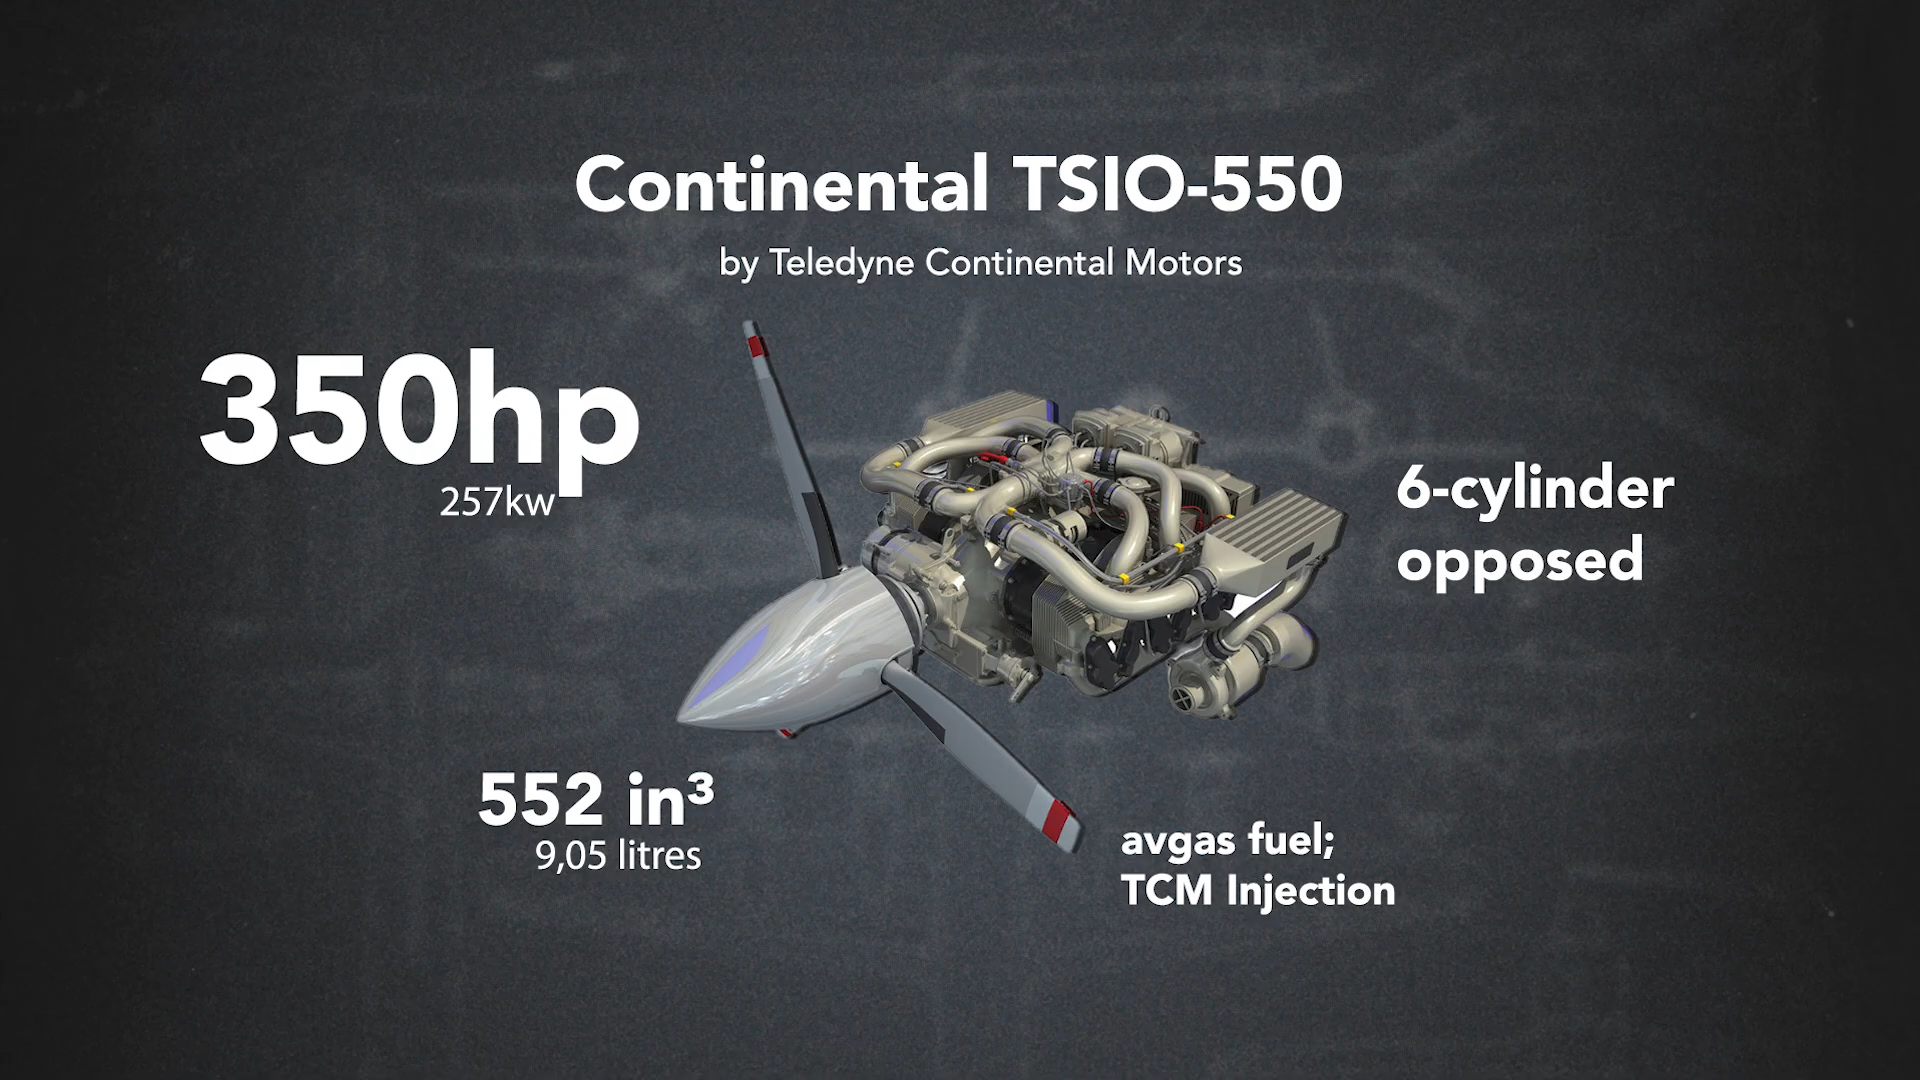 Continental TSIO-550
by Teledyne Continental Motors
350hp
257kw
6-cylinder
opposed
552 in³
9,05 litres
avgas fuel;
TCM Injection